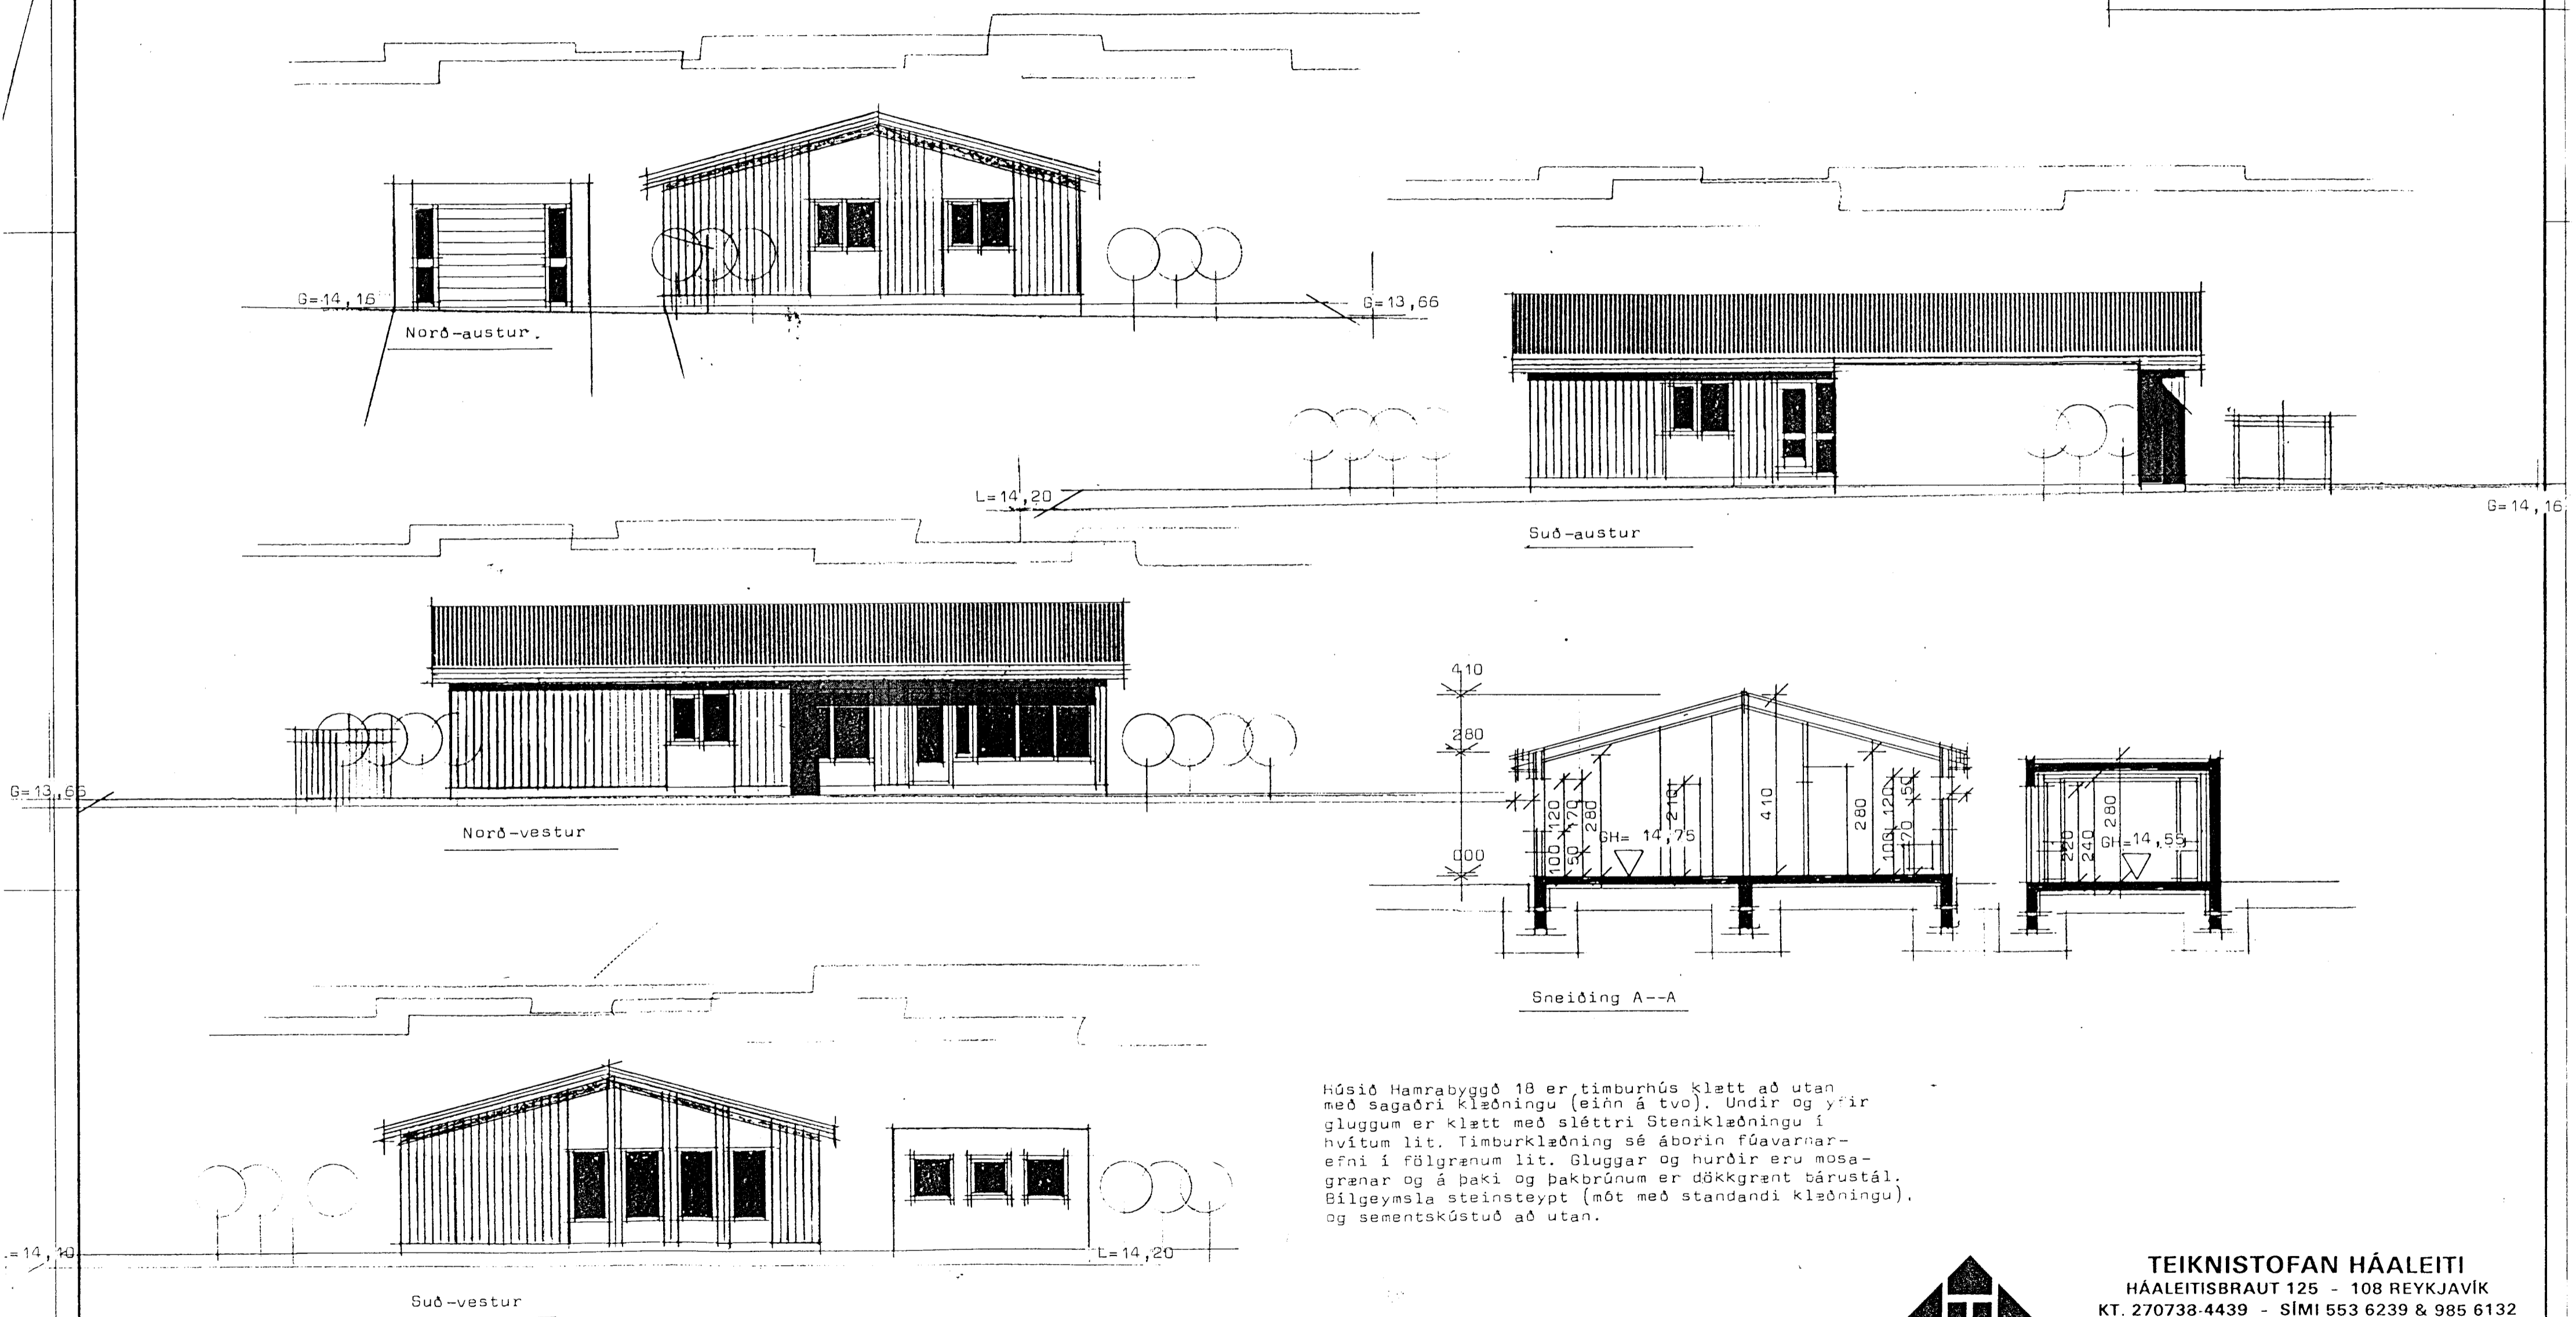 G=14,16
Norð-austur.
G=13,66
L=14,20
Suð-austur
G=14,16
G=13,66
Norð-vestur
410
280
000
100 120
50 170
280
GH= 14,75
210
410
280
100 120
170 50
220
240
280
GH=14,55
Sneiðing A--A
Húsið Hamrabyggð 18 er timburhús klætt að utan
með sagaðri klæðningu (einn á tvo). Undir og yfir
gluggum er klætt með sléttri Steniklæðningu í
hvítum lit. Timburklæðning sé áborin fúavarnar-
efni í fölgrænum lit. Gluggar og hurðir eru mosa-
grænar og á þaki og þakbrúnum er dökkgrænt bárustál.
Bílgeymsla steinsteypt (mót með standandi klæðningu),
og sementskústuð að utan.
L=14,20
Suð-vestur
TEIKNISTOFAN HÁALEITI
HÁALEITISBRAUT 125 - 108 REYKJAVÍK
KT. 270738-4439 - SÍMI 553 6239 & 985 6132